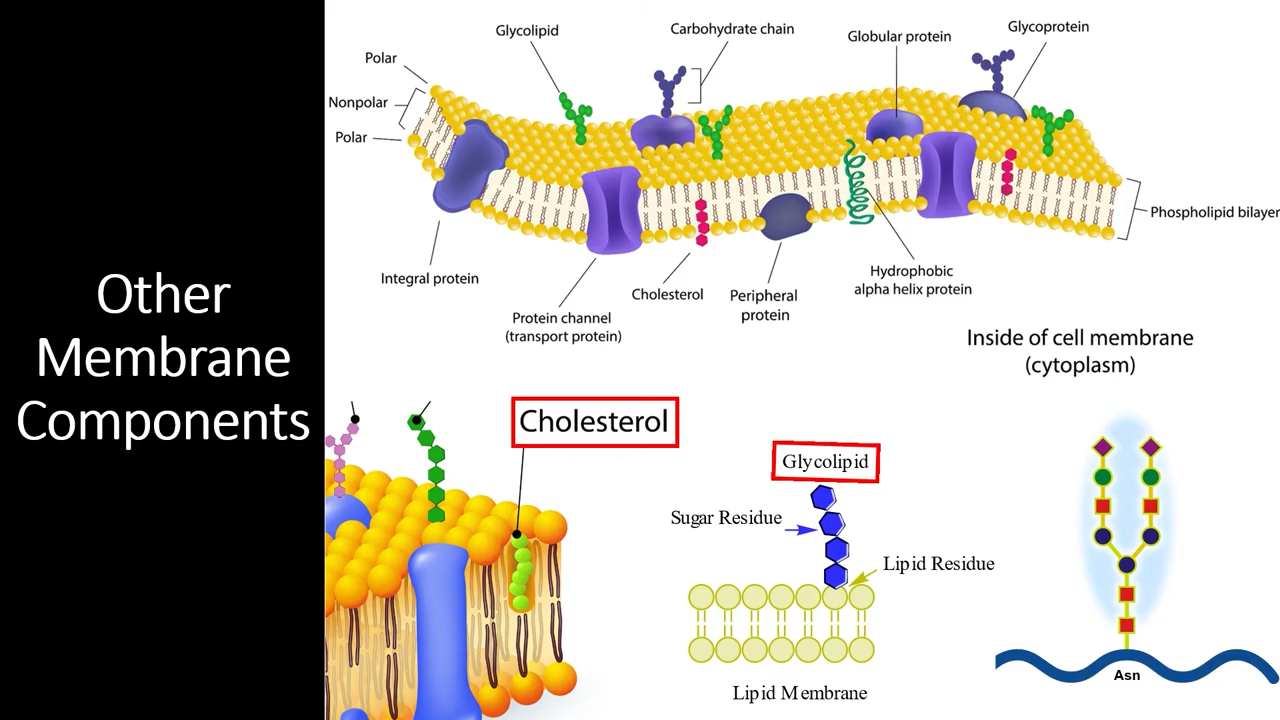 Other
Membrane
Components
Glycolipid
Carbohydrate chain
Globular protein
Glycoprotein
Polar
Nonpolar
Polar
Phospholipid bilayer
Integral protein
Protein channel
(transport protein)
Cholesterol
Peripheral
protein
Hydrophobic
alpha helix protein
Inside of cell membrane
(cytoplasm)
Cholesterol
Glycolipid
Sugar Residue
Lipid Residue
Lipid Membrane
Asn